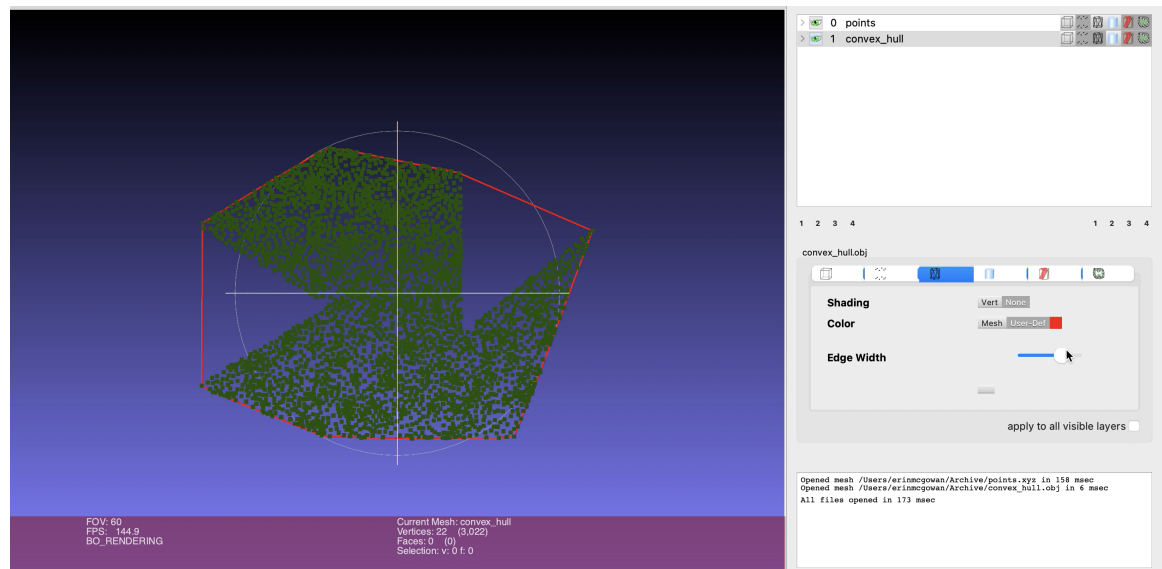 0 points
1 convex_hull
1 2 3 4
1 2 3 4
convex_hull.obj
Shading Vert None
Color Mesh User-Def
Edge Width
apply to all visible layers
Opened mesh /Users/erinmcgowan/Archive/points.xyz in 158 msec
Opened mesh /Users/erinmcgowan/Archive/convex_hull.obj in 6 msec
All files opened in 173 msec
FOV: 60
FPS: 144.9
BO_RENDERING
Current Mesh: convex_hull
Vertices: 22 (3,022)
Faces: 0 (0)
Selection: v: 0 f: 0